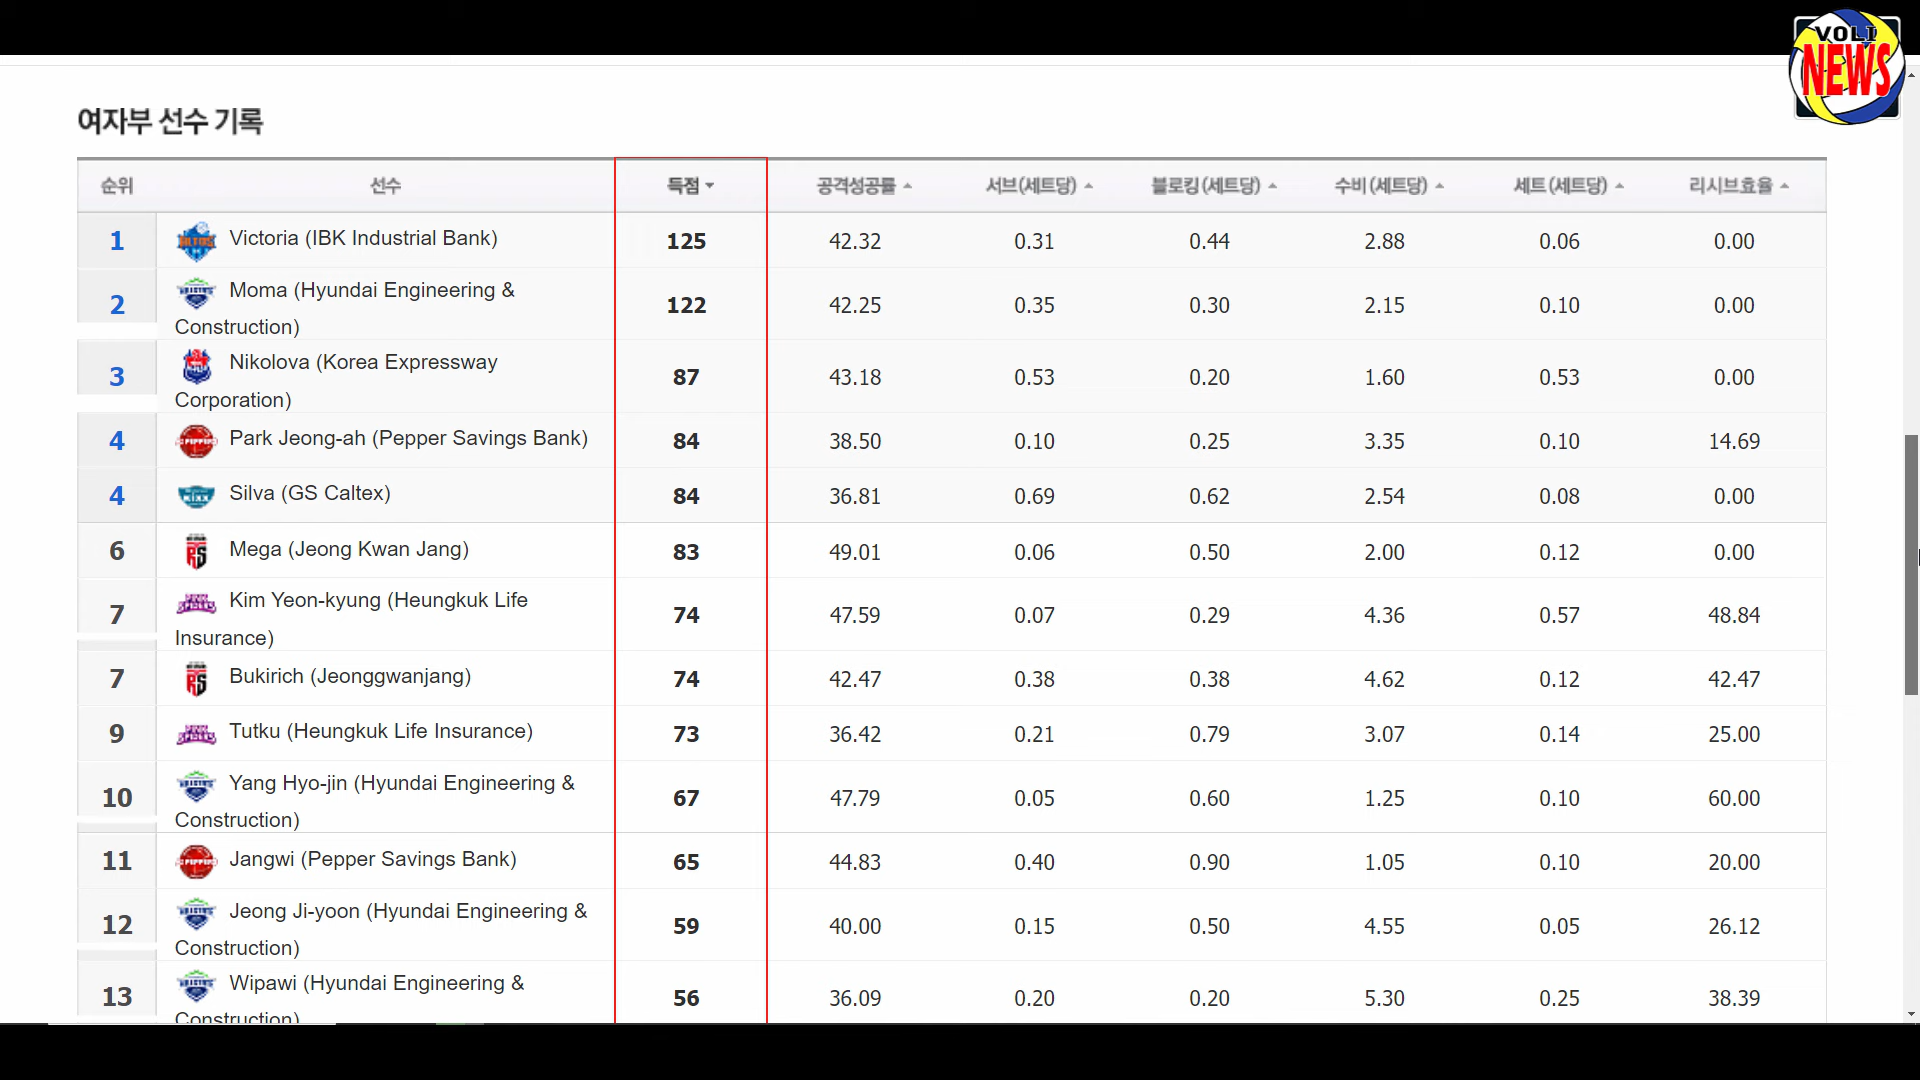 VOLI
NEWS
여자부 선수 기록
순위 선수 득점 공격성공률 서브(세트당) 블로킹(세트당) 수비(세트당) 세트(세트당) 리시브효율
1 Victoria (IBK Industrial Bank) 125 42.32 0.31 0.44 2.88 0.06 0.00
2 Moma (Hyundai Engineering &
Construction) 122 42.25 0.35 0.30 2.15 0.10 0.00
3 Nikolova (Korea Expressway
Corporation) 87 43.18 0.53 0.20 1.60 0.53 0.00
4 Park Jeong-ah (Pepper Savings Bank) 84 38.50 0.10 0.25 3.35 0.10 14.69
4 Silva (GS Caltex) 84 36.81 0.69 0.62 2.54 0.08 0.00
6 Mega (Jeong Kwan Jang) 83 49.01 0.06 0.50 2.00 0.12 0.00
7 Kim Yeon-kyung (Heungkuk Life
Insurance) 74 47.59 0.07 0.29 4.36 0.57 48.84
7 Bukirich (Jeonggwanjang) 74 42.47 0.38 0.38 4.62 0.12 42.47
9 Tutku (Heungkuk Life Insurance) 73 36.42 0.21 0.79 3.07 0.14 25.00
10 Yang Hyo-jin (Hyundai Engineering &
Construction) 67 47.79 0.05 0.60 1.25 0.10 60.00
11 Jangwi (Pepper Savings Bank) 65 44.83 0.40 0.90 1.05 0.10 20.00
12 Jeong Ji-yoon (Hyundai Engineering &
Construction) 59 40.00 0.15 0.50 4.55 0.05 26.12
13 Wipawi (Hyundai Engineering &
Construction) 56 36.09 0.20 0.20 5.30 0.25 38.39